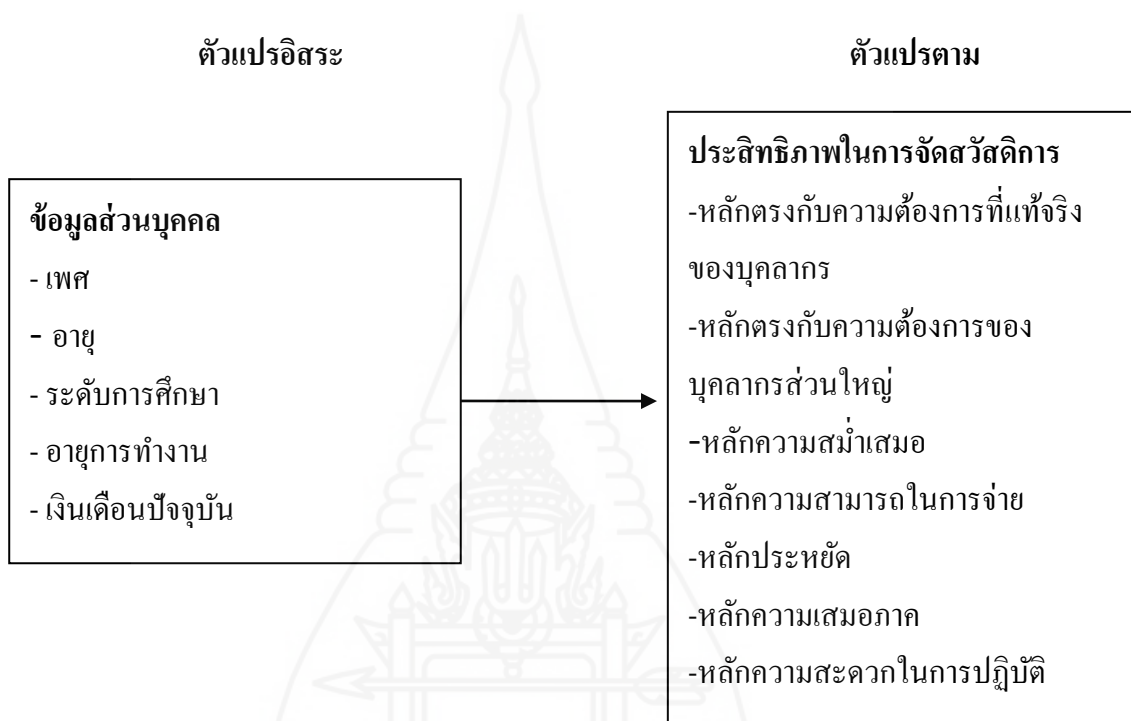 ตัวแปรอิสระ
ตัวแปรตาม
ข้อมูลส่วนบุคคล
- เพศ
- อายุ
- ระดับการศึกษา
- อายุการทำงาน
- เงินเดือนปัจจุบัน
ประสิทธิภาพในการจัดสวัสดิการ
-หลักตรงกับความต้องการที่แท้จริง
ของบุคลากร
-หลักตรงกับความต้องการของ
บุคลากรส่วนใหญ่
-หลักความสม่ำเสมอ
-หลักความสามารถในการจ่าย
-หลักประหยัด
-หลักความเสมอภาค
-หลักความสะดวกในการปฏิบัติ